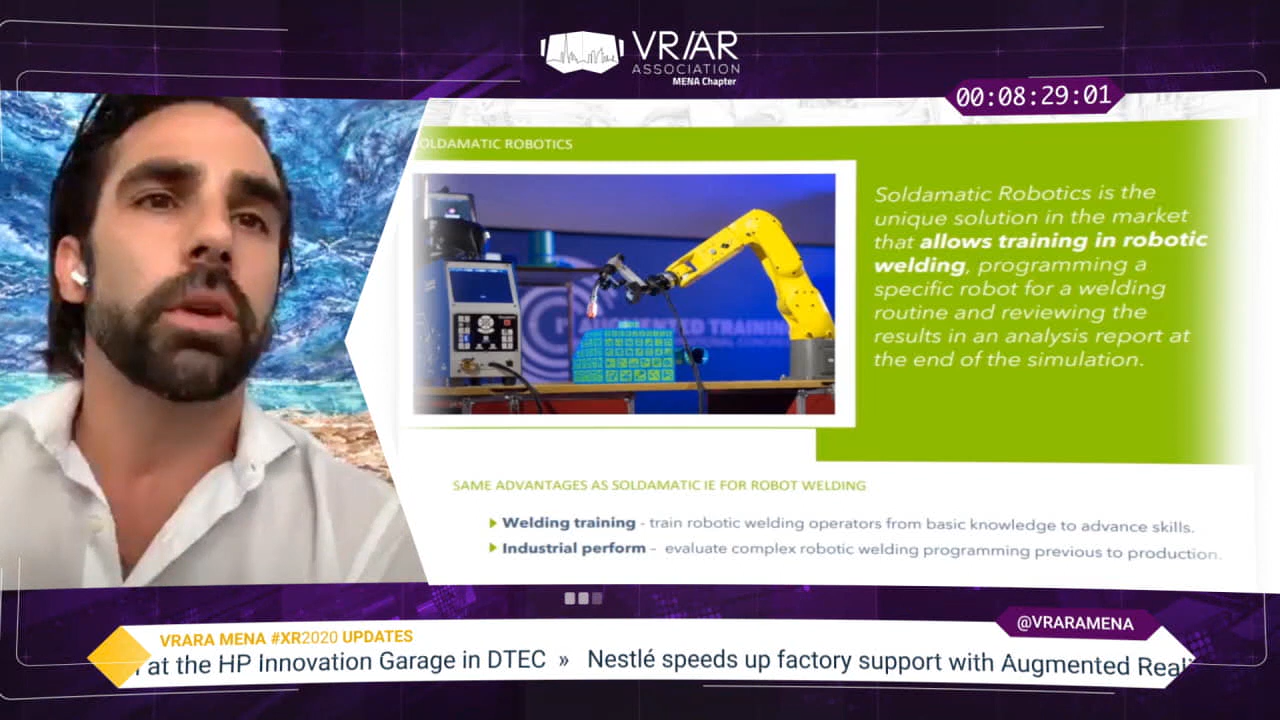 VR/AR
ASSOCIATION
MENA Chapter
00:08:29:01
OLDAMATIC ROBOTICS
Soldamatic Robotics is the
unique solution in the market
that allows training in robotic
welding, programming a
specific robot for a welding
routine and reviewing the
results in an analysis report at
the end of the simulation.
SAME ADVANTAGES AS SOLDAMATIC IE FOR ROBOT WELDING
Welding training - train robotic welding operators from basic knowledge to advance skills.
Industrial perform - evaluate complex robotic welding programming previous to production.
@VRARAMENA
VRARA MENA #XR2020 UPDATES
at the HP Innovation Garage in DTEC » Nestlé speeds up factory support with Augmented Reali